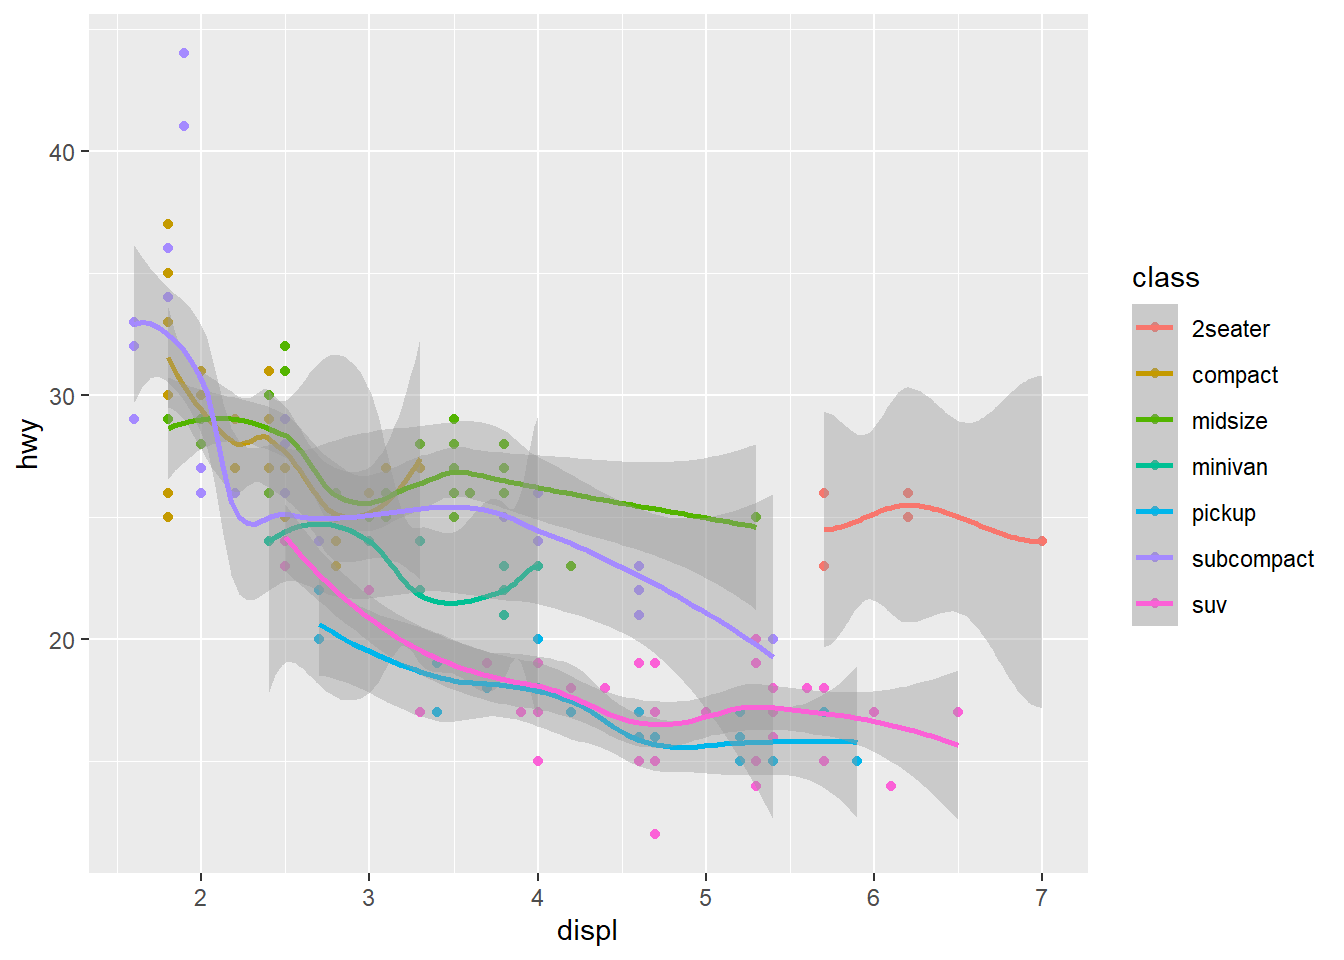 hwy
40
30
20
2 3 4 5 6 7
displ
class
2seater
compact
midsize
minivan
pickup
subcompact
suv